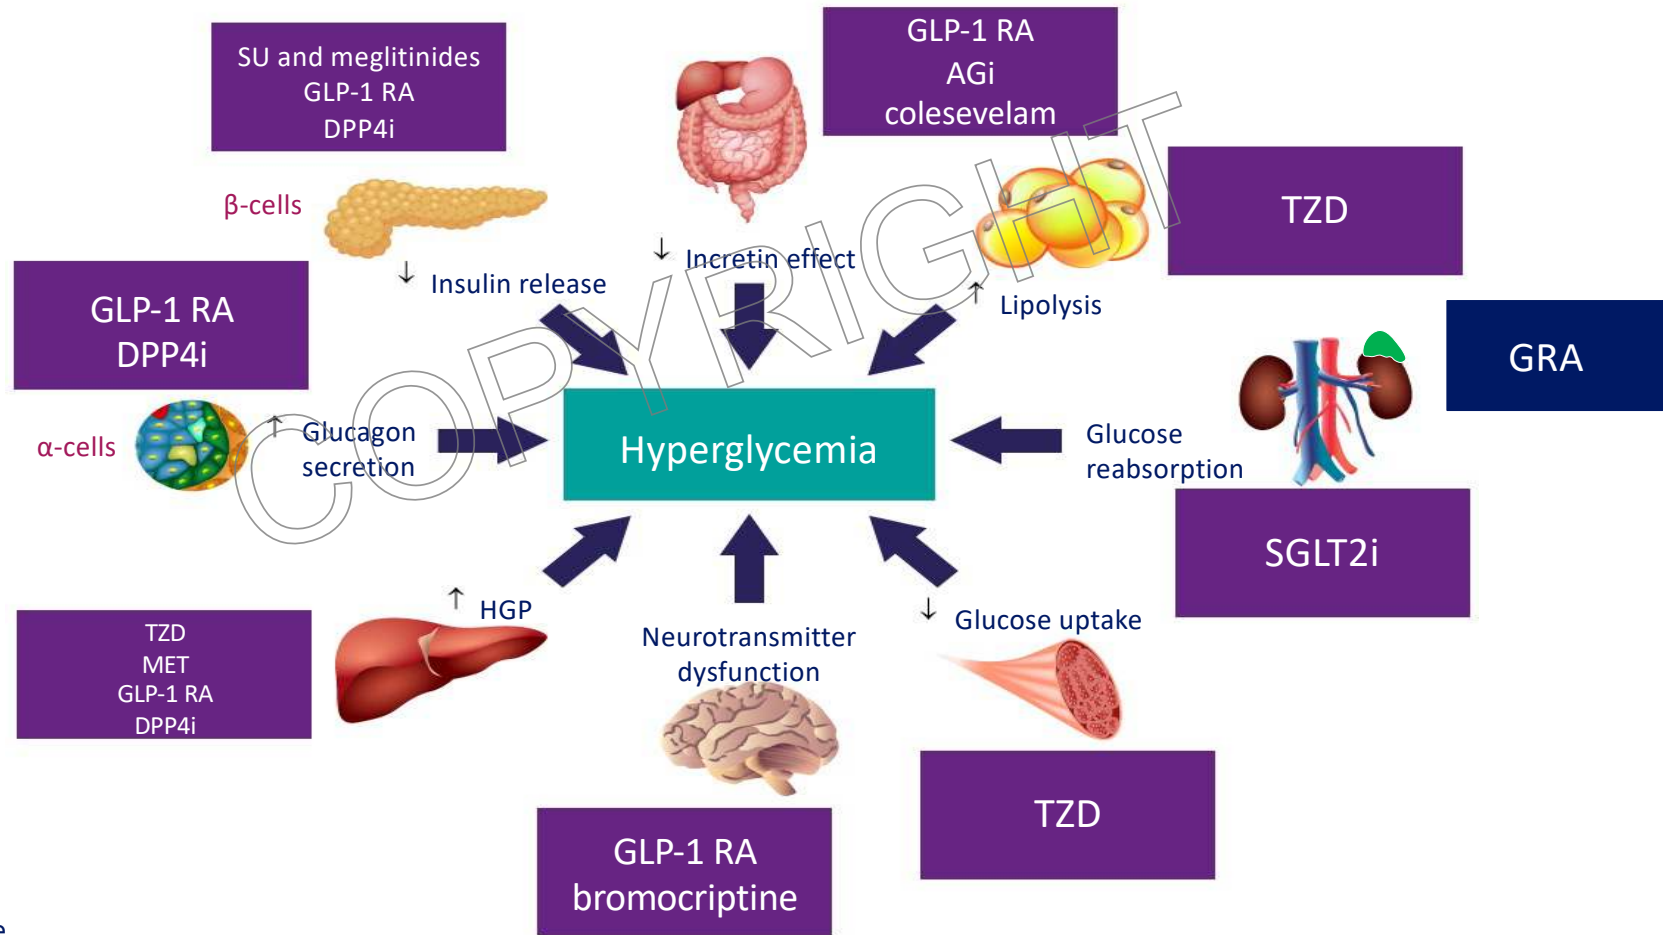 SU and meglitinides
GLP-1 RA
DPP4i
GLP-1 RA
AGi
colesevelam
TZD
β-cells
↓ Insulin release
↓ Incretin effect
↑ Lipolysis
GLP-1 RA
DPP4i
GRA
α-cells
↑ Glucagon
secretion
Hyperglycemia
Glucose
reabsorption
SGLT2i
↑ HGP
TZD
MET
GLP-1 RA
DPP4i
Neurotransmitter
dysfunction
↓ Glucose uptake
TZD
GLP-1 RA
bromocriptine
COPYRIGHT